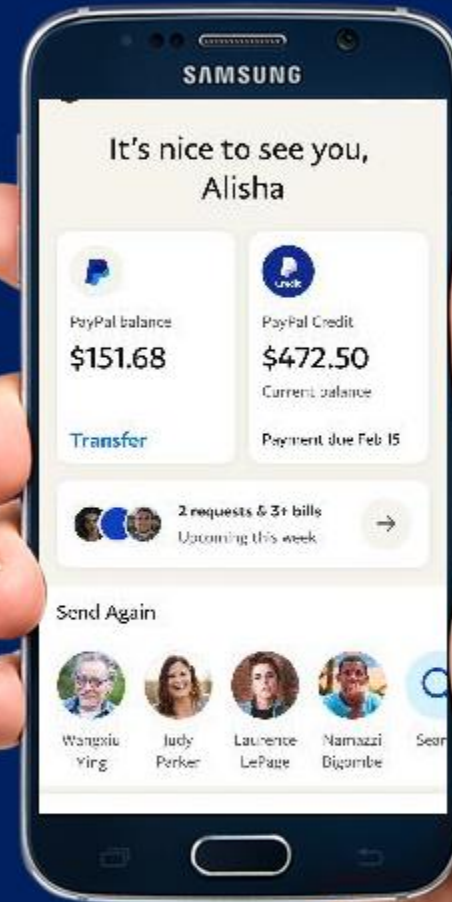 SAMSUNG
It's nice to see you,
Alisha
PayPal balance
$151.68
Transfer
Credit
PayPal Credit
$472.50
Current balance
Payment due Feb 15
2 requests & 3+ bills
Upcoming this week
Send Again
Wangxiu
Ying
Judy
Parker
Laurence
LePage
Namazzi
Bigombe
Sear